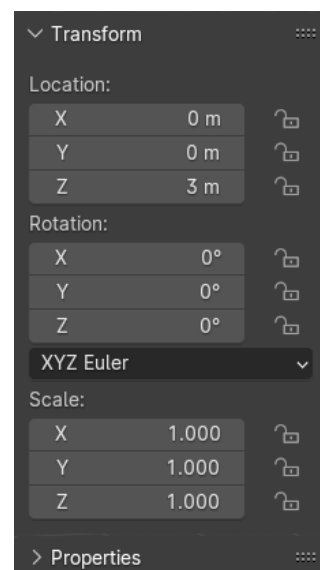 Transform
Location:
X 0 m
Y 0 m
Z 3 m
Rotation:
X 0°
Y 0°
Z 0°
XYZ Euler
Scale:
X 1.000
Y 1.000
Z 1.000
Properties